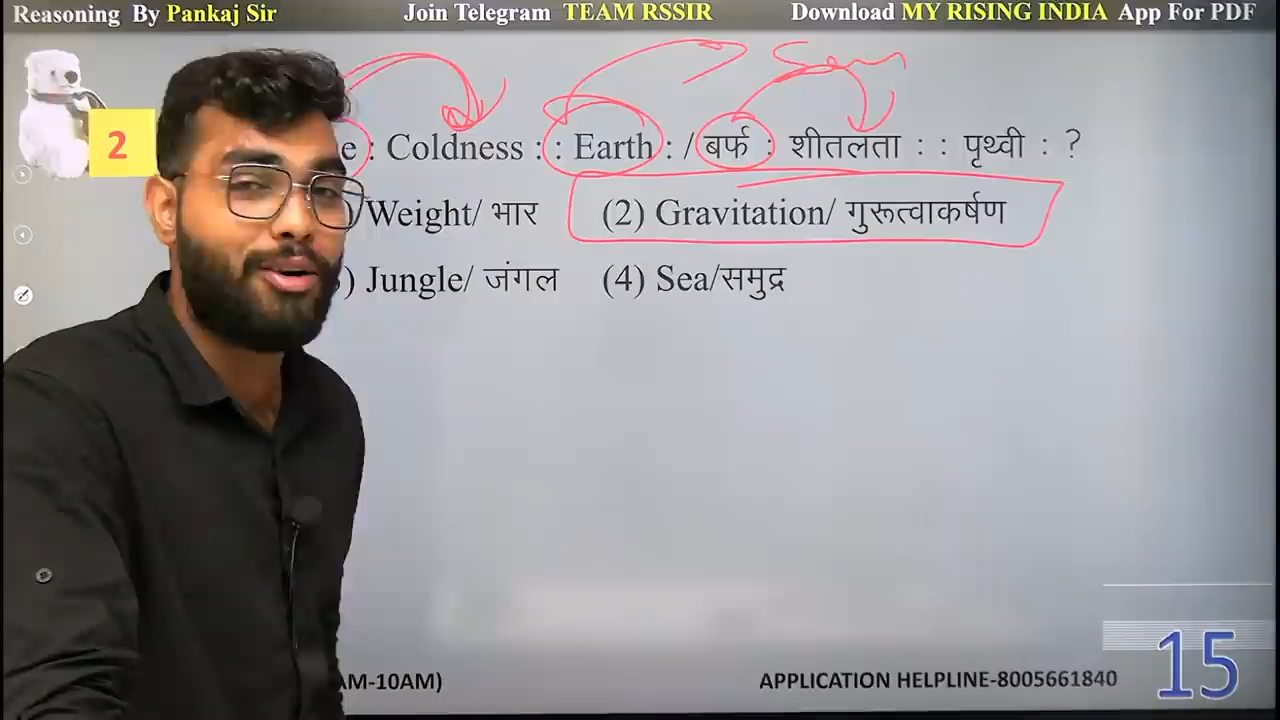 Reasoning By Pankaj Sir Join Telegram TEAM RSSIR Download MY RISING INDIA App For PDF
2
: Coldness : : Earth : / बर्फ : शीतलता : : पृथ्वी : ?
Weight/ भार (2) Gravitation/ गुरूत्वाकर्षण
Jungle/ जंगल (4) Sea/समुद्र
AM-10AM) APPLICATION HELPLINE-8005661840
15